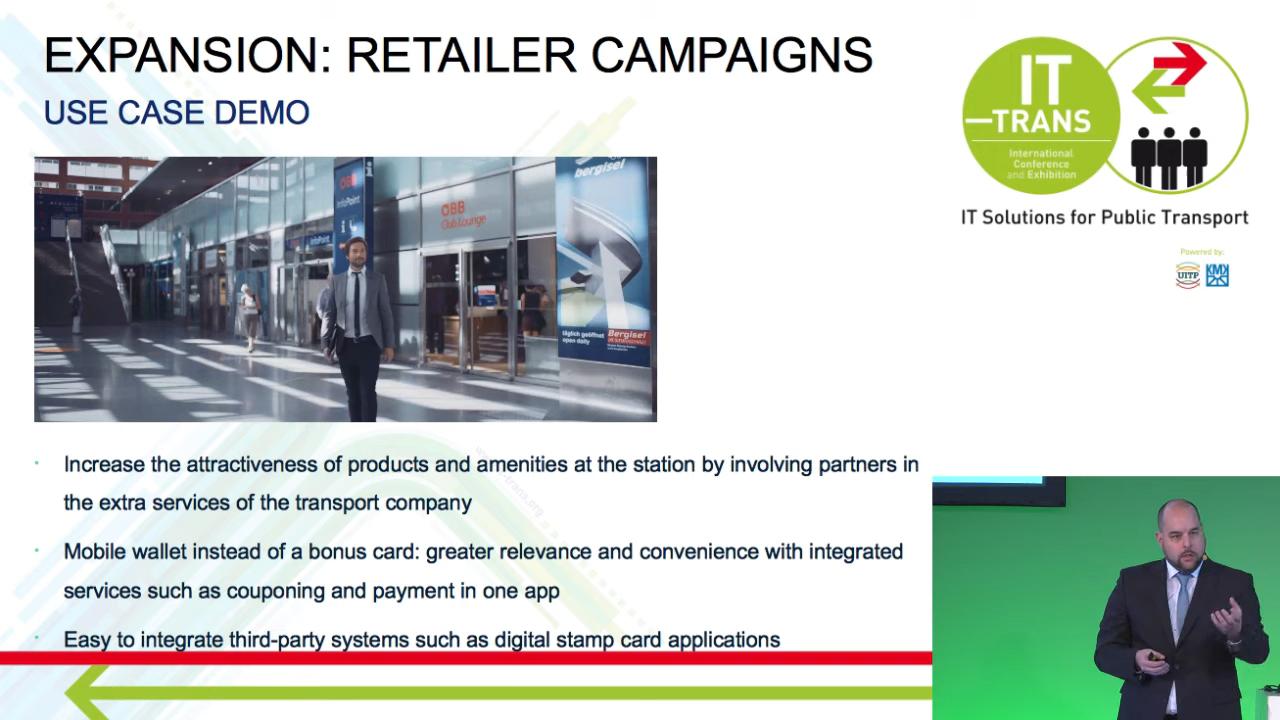 EXPANSION: RETAILER CAMPAIGNS
USE CASE DEMO
IT
–TRANS
International
Conference
and Exhibition
IT Solutions for Public Transport
Powered by:
UITP
KMK
bergisel
ÖBB
InfoPoint
i
ÖBB
Club Lounge
InfoPoint
täglich geöffnet
open daily
Bergisel
Increase the attractiveness of products and amenities at the station by involving partners in
the extra services of the transport company
Mobile wallet instead of a bonus card: greater relevance and convenience with integrated
services such as couponing and payment in one app
Easy to integrate third-party systems such as digital stamp card applications